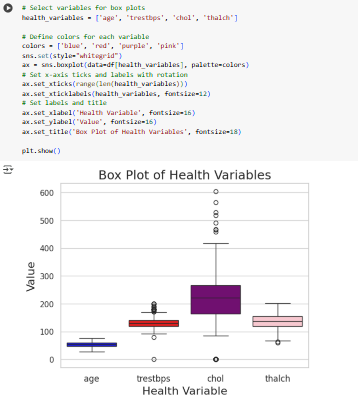 # Select variables for box plots
health_variables = ['age', 'trestbps', 'chol', 'thalch']
# Define colors for each variable
colors = ['blue', 'red', 'purple', 'pink']
sns.set(style="whitegrid")
ax = sns.boxplot(data=df[health_variables], palette=colors)
# Set x-axis ticks and labels with rotation
ax.set_xticks(range(len(health_variables)))
ax.set_xticklabels(health_variables, fontsize=12)
# Set labels and title
ax.set_xlabel('Health Variable', fontsize=16)
ax.set_ylabel('Value', fontsize=16)
ax.set_title('Box Plot of Health Variables', fontsize=18)
plt.show()
Box Plot of Health Variables
600
500
400
300
200
100
0
Value
age trestbps chol thalch
Health Variable